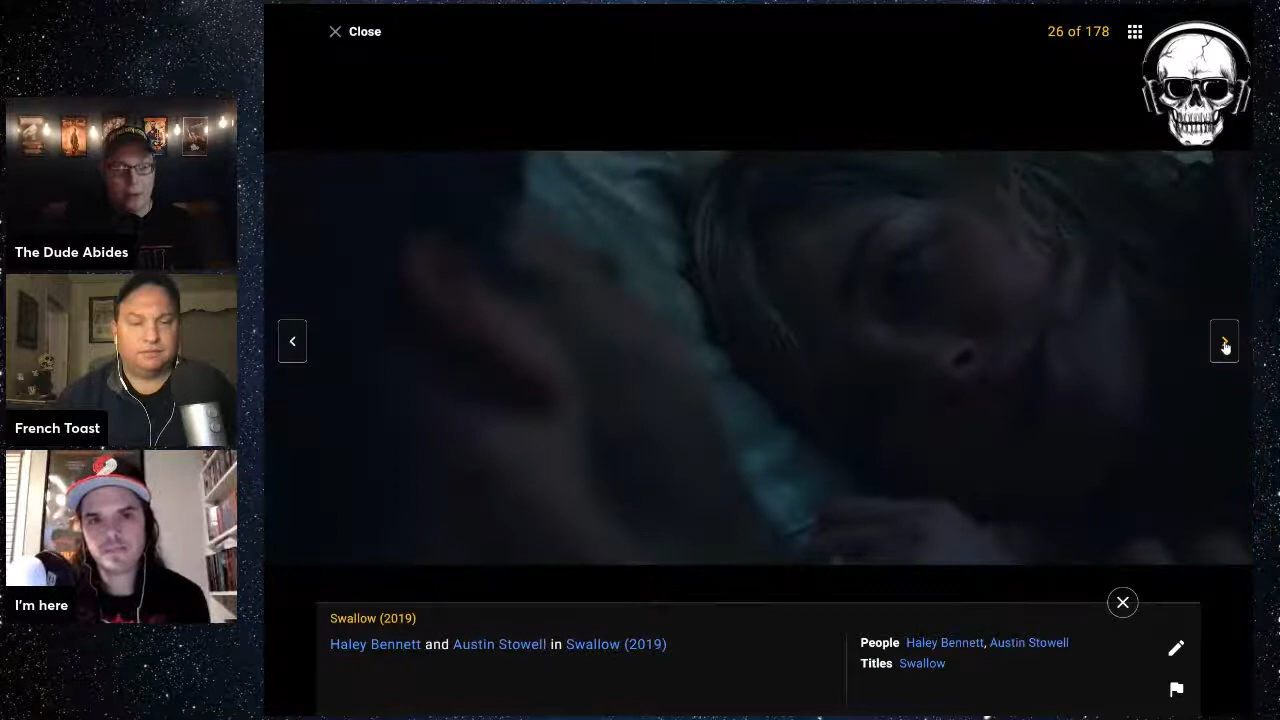 Close
26 of 178
The Dude Abides
French Toast
I'm here
Swallow (2019)
Haley Bennett and Austin Stowell in Swallow (2019)
People Haley Bennett, Austin Stowell
Titles Swallow